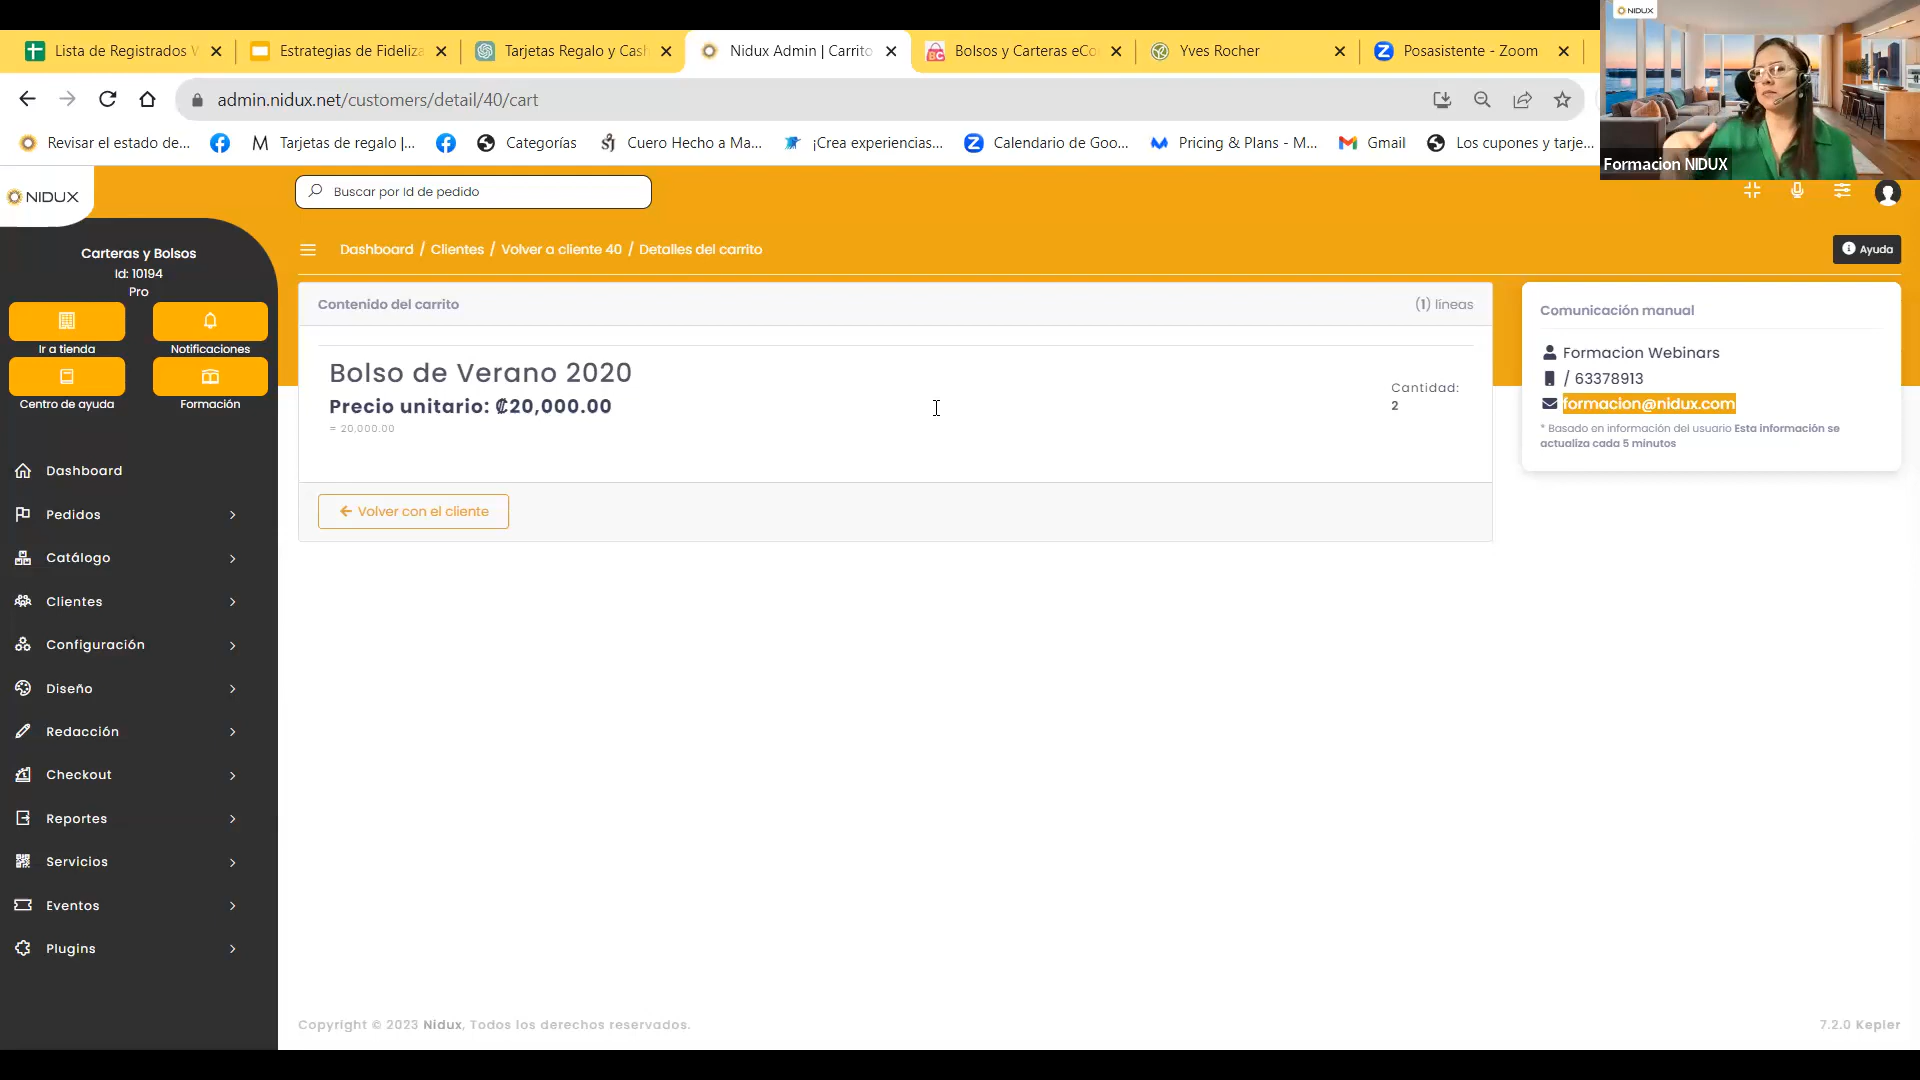 Lista de Registrados
Estrategias de Fideliza
Tarjetas Regalo y Cash
Nidux Admin | Carrito
Bolsos y Carteras eCo
Yves Rocher
Posasistente - Zoom
admin.nidux.net/customers/detail/40/cart
Revisar el estado de...
Tarjetas de regalo |...
Categorías
Cuero Hecho a Ma...
¡Crea experiencias...
Calendario de Goo...
Pricing & Plans - M...
Gmail
Los cupones y tarje...
NIDUX
Formacion NIDUX
NIDUX
Buscar por Id de pedido
Dashboard / Clientes / Volver a cliente 40 / Detalles del carrito
Ayuda
Carteras y Bolsos
Id: 10194
Pro
Ir a tienda
Notificaciones
Centro de ayuda
Formación
Dashboard
Pedidos
Catálogo
Clientes
Configuración
Diseño
Redacción
Checkout
Reportes
Servicios
Eventos
Plugins
Contenido del carrito
(1) líneas
Bolso de Verano 2020
Precio unitario: ₡20,000.00
= 20,000.00
Cantidad:
2
Volver con el cliente
Comunicación manual
Formacion Webinars
/ 63378913
formacion@nidux.com
* Basado en información del usuario Esta información se
actualiza cada 5 minutos
Copyright © 2023 Nidux, Todos los derechos reservados.
7.2.0 Kepler